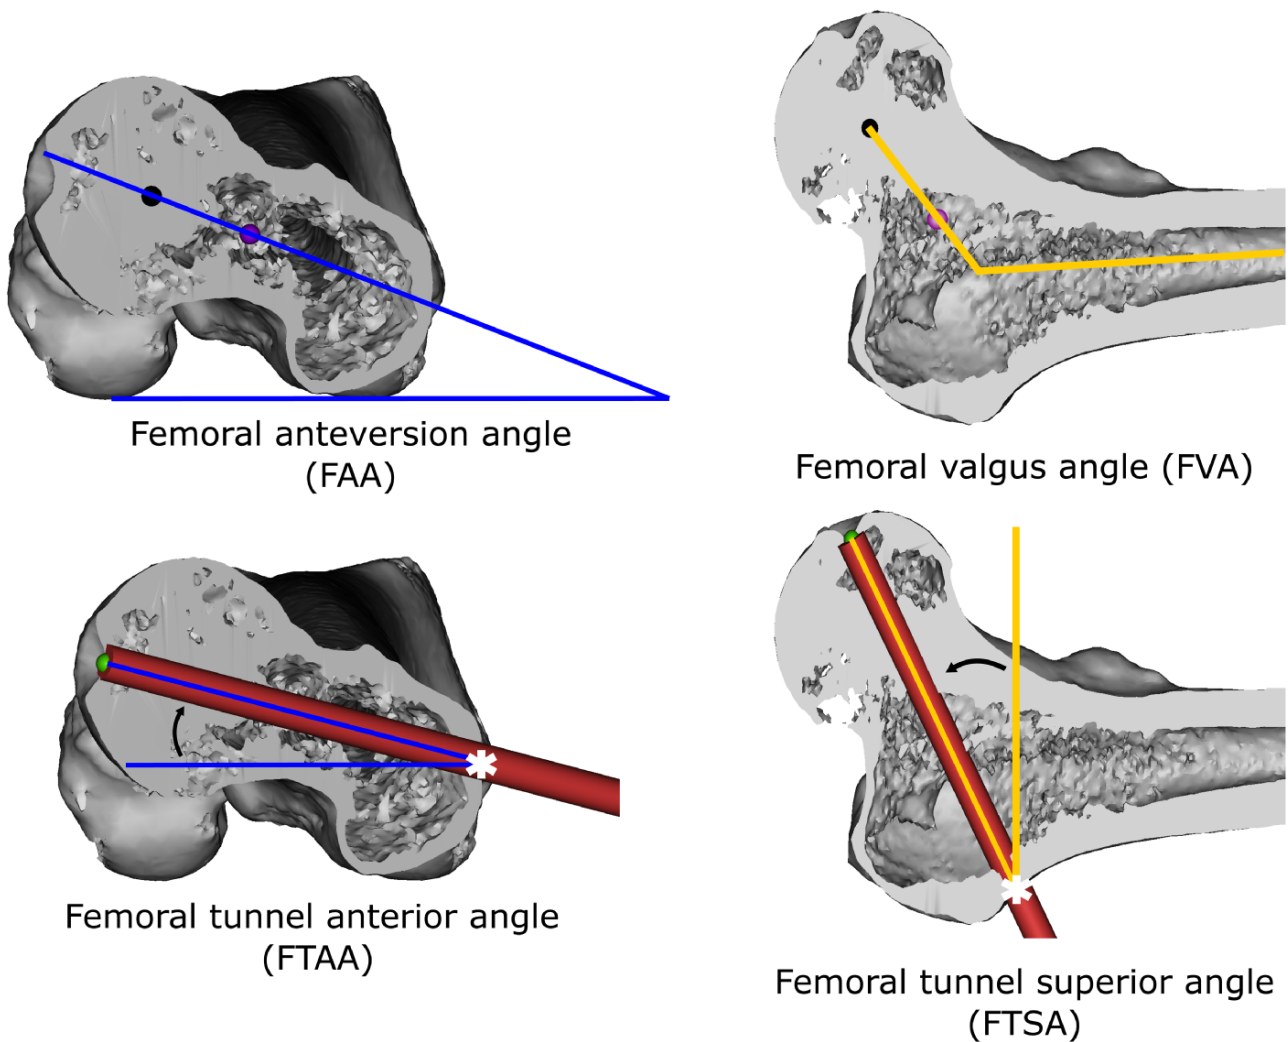 Femoral anteversion angle
(FAA)
Femoral valgus angle (FVA)
Femoral tunnel anterior angle
(FTAA)
Femoral tunnel superior angle
(FTSA)